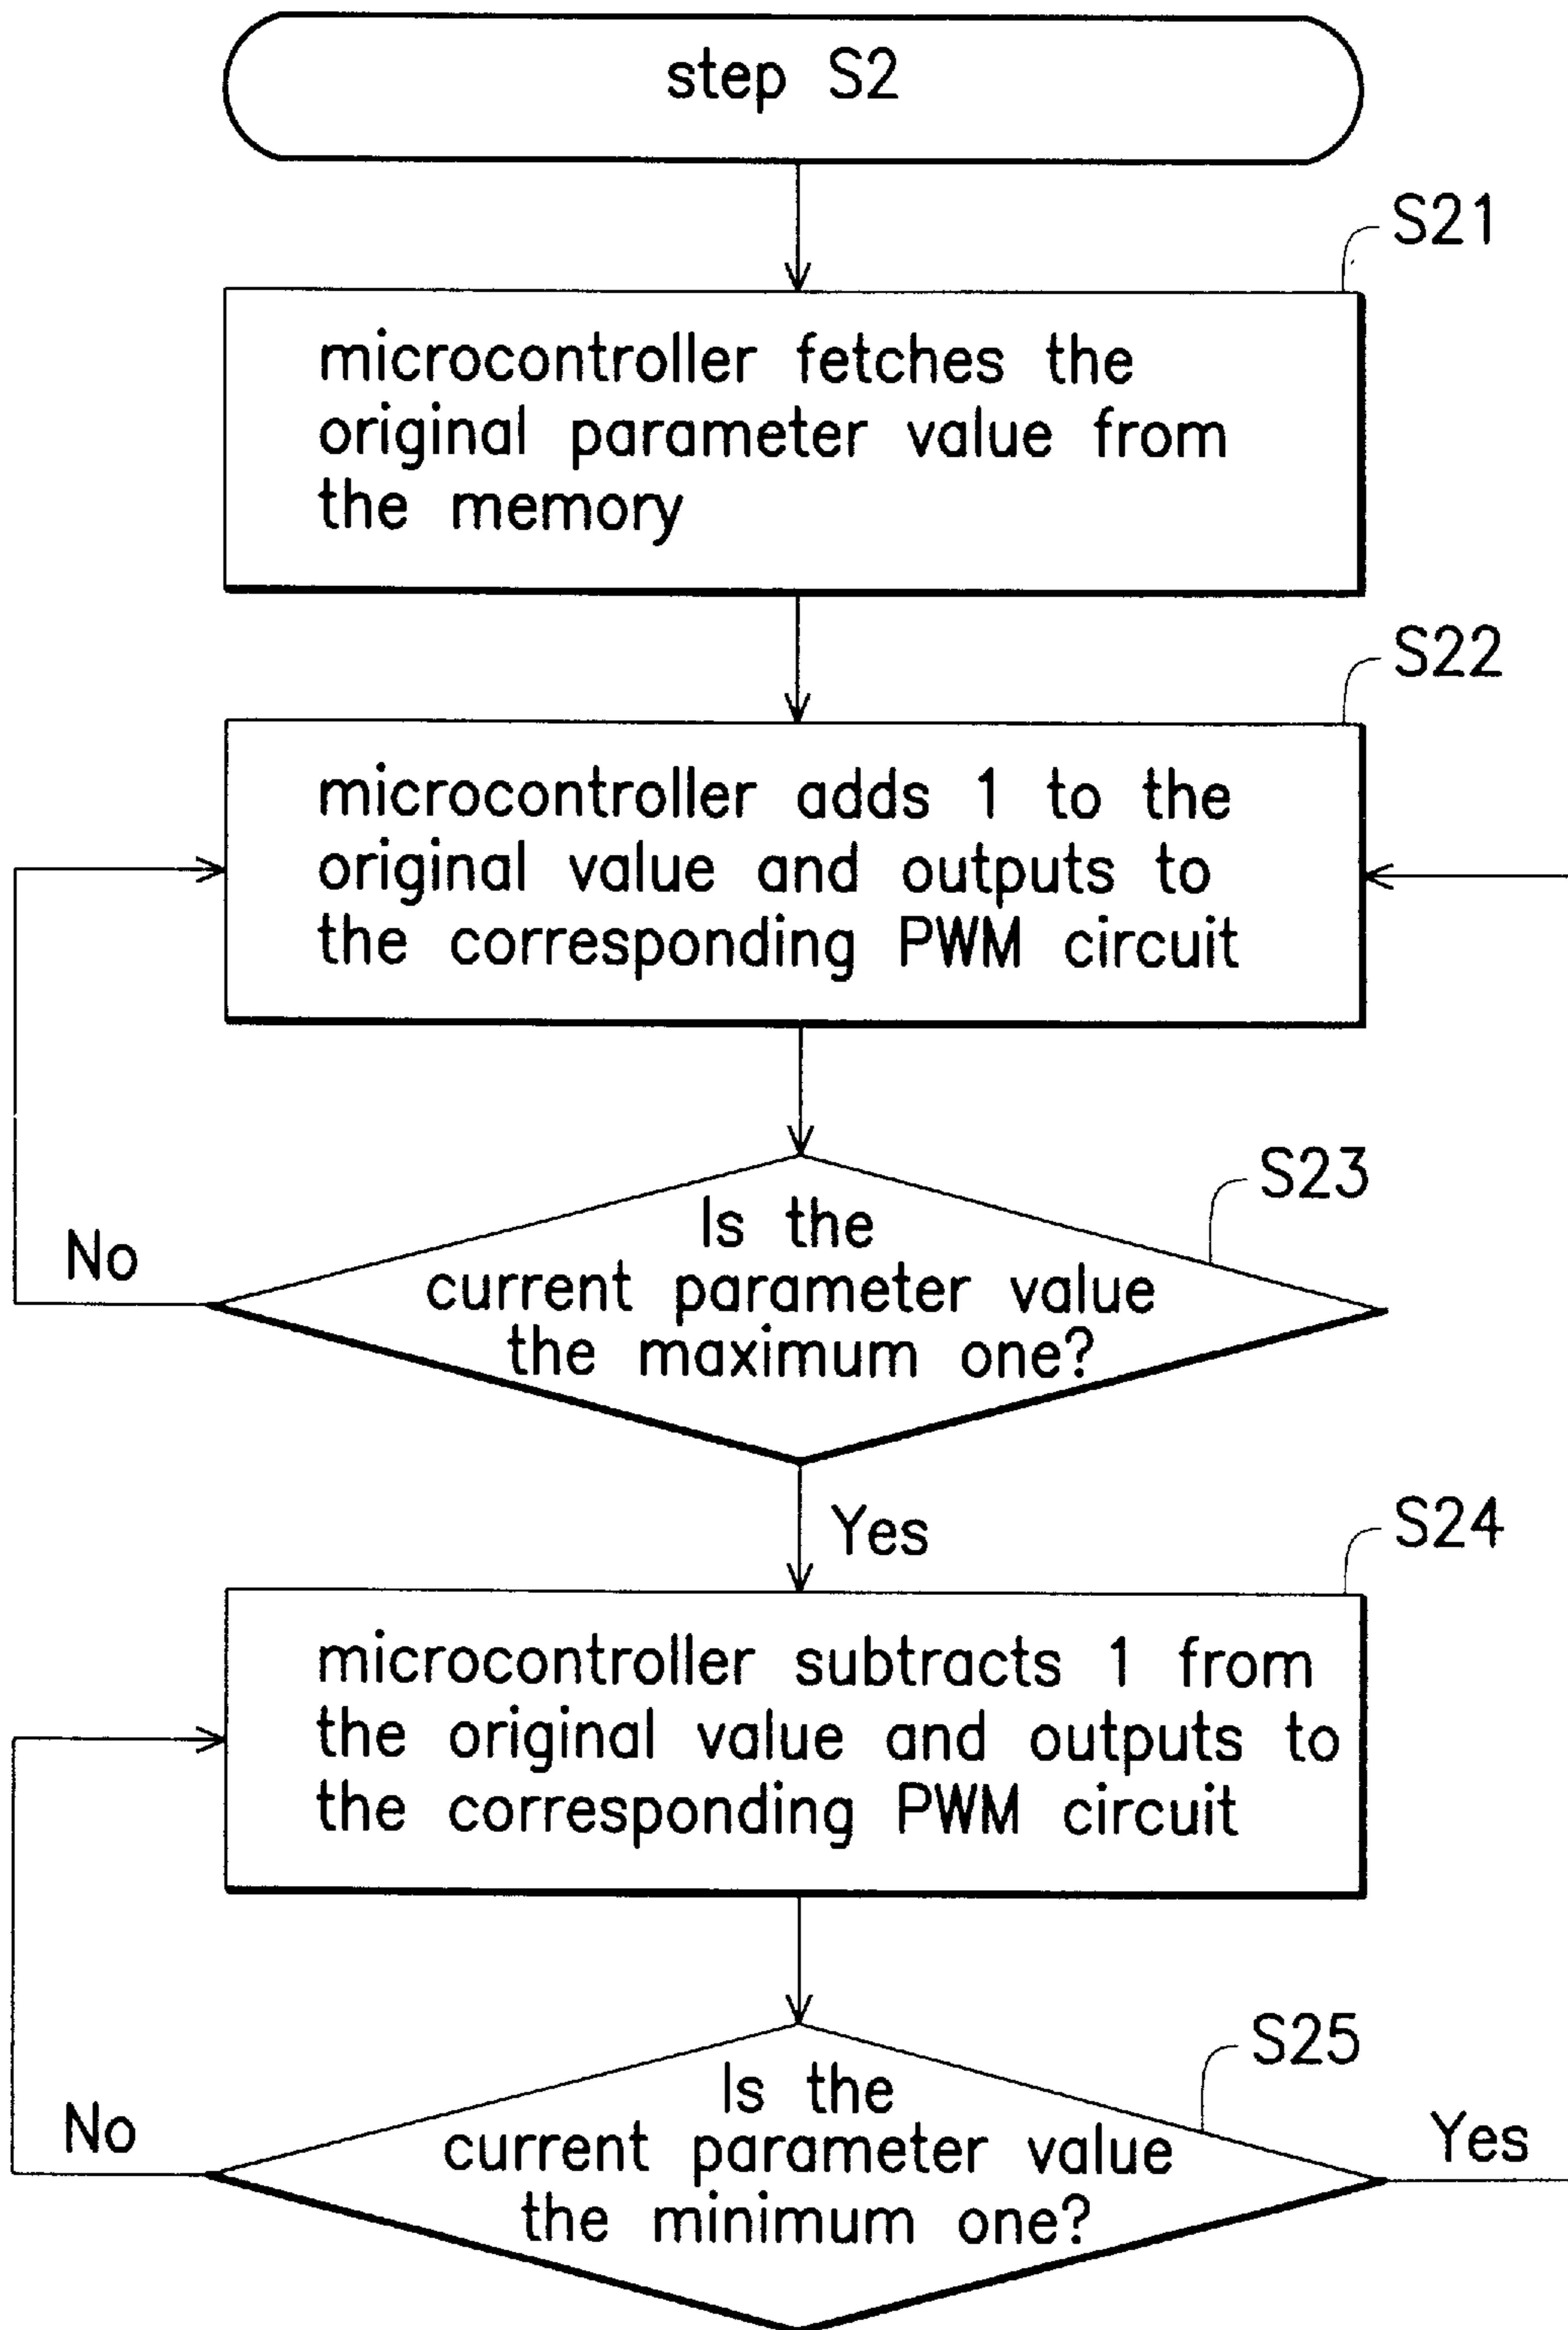 step S2
S21
microcontroller fetches the
original parameter value from
the memory
S22
microcontroller adds 1 to the
original value and outputs to
the corresponding PWM circuit
S23
Is the
current parameter value
the maximum one?
No
Yes
S24
microcontroller subtracts 1 from
the original value and outputs to
the corresponding PWM circuit
S25
Is the
current parameter value
the minimum one?
No
Yes